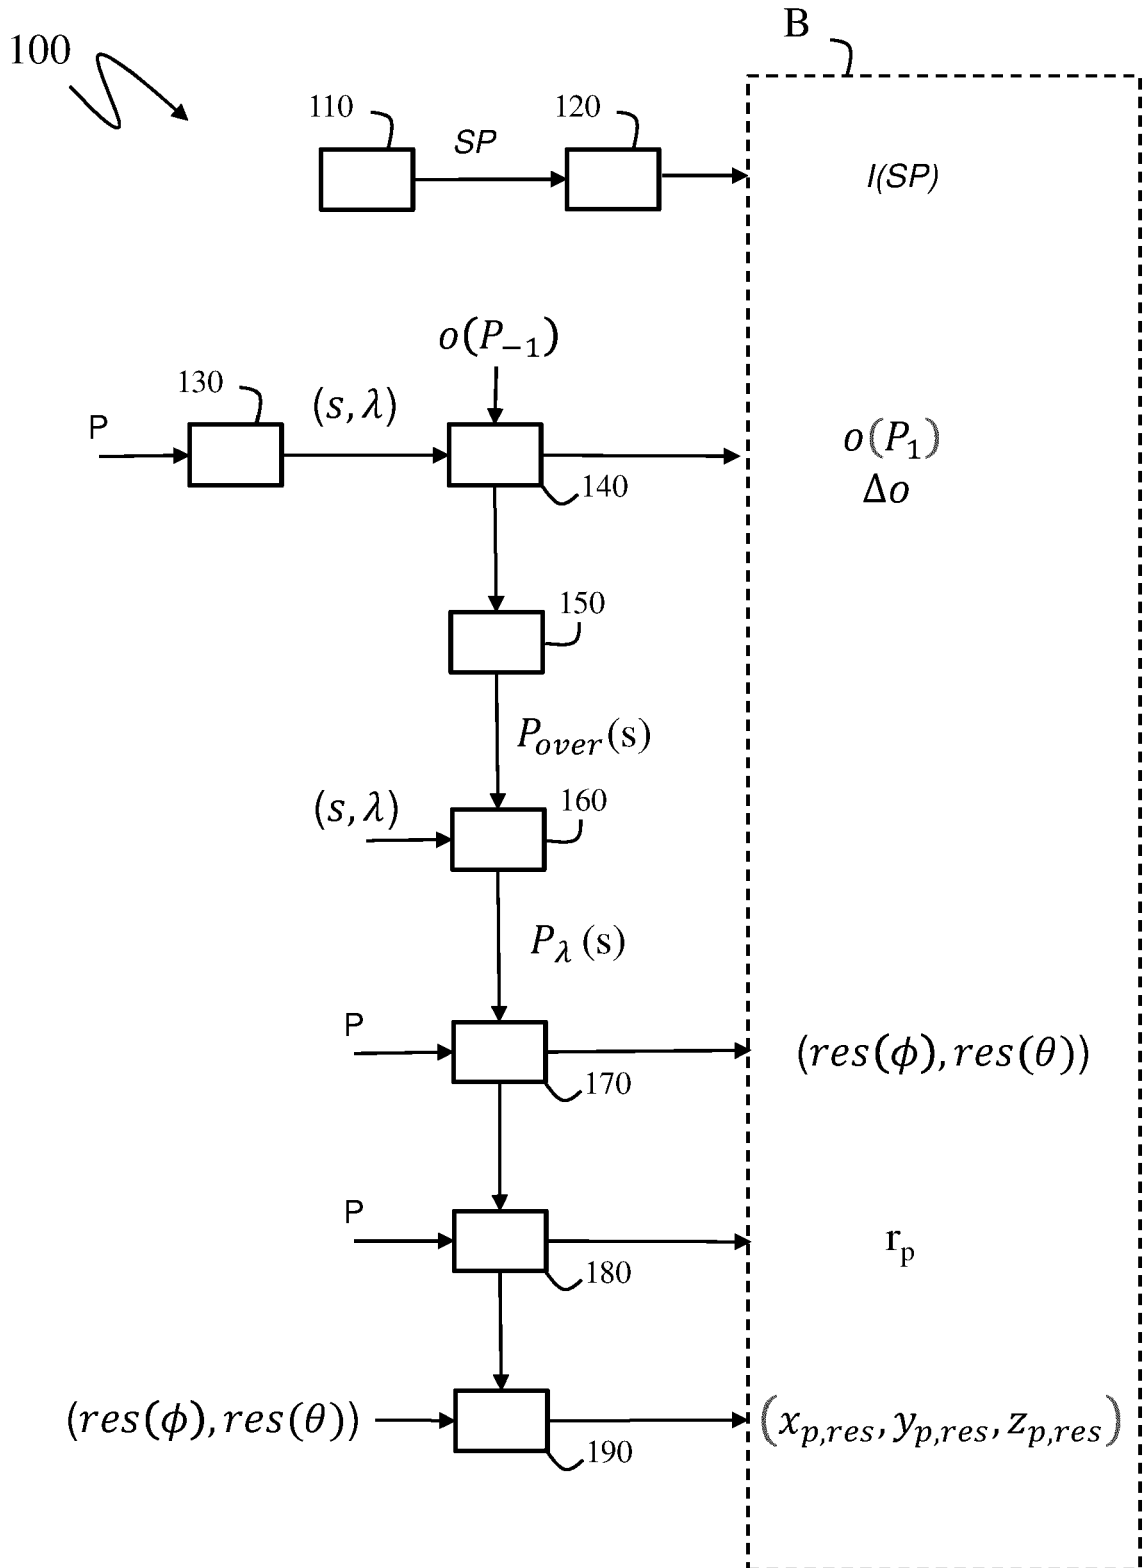 B
100
110
SP
120
I(SP)
o(P₋₁)
130
(s, λ)
P
140
o(P₁)
Δo
150
P_over(s)
(s, λ)
160
P_λ(s)
P
170
(res(ϕ), res(θ))
P
180
r_p
(res(ϕ), res(θ))
190
(x_p,res, y_p,res, z_p,res)